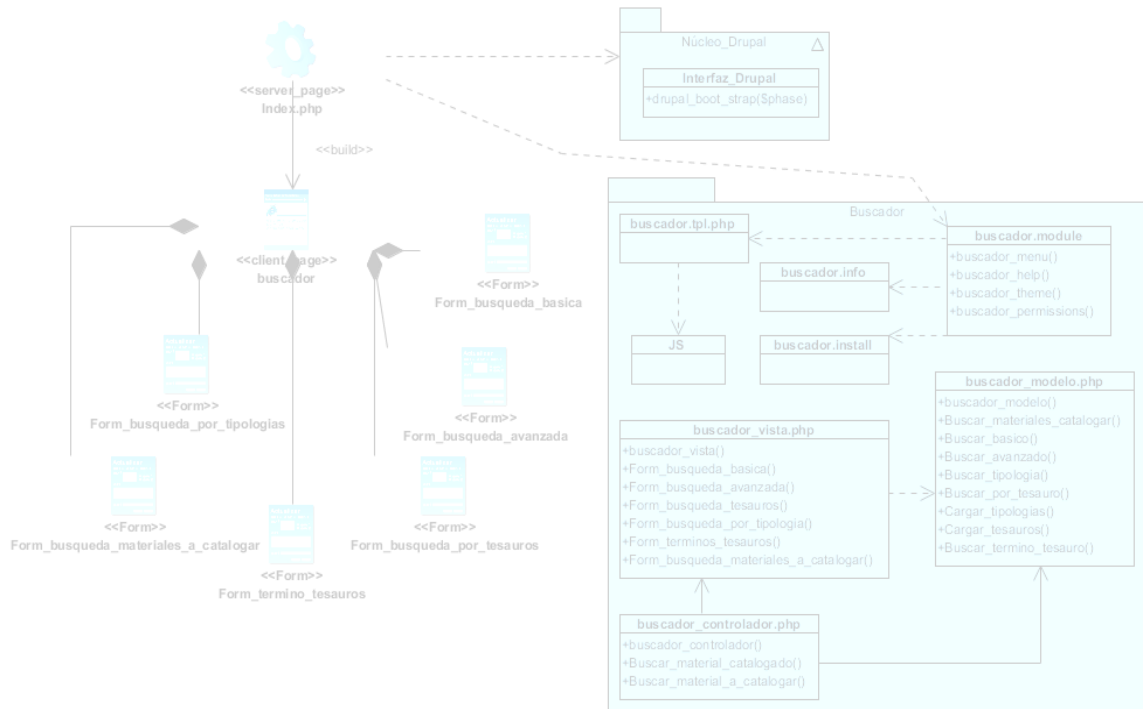 <<server_page>>
Index.php
<<build>>
<<client_page>>
buscador
<<Form>>
Form_busqueda_basica
<<Form>>
Form_busqueda_por_tipologias
<<Form>>
Form_busqueda_avanzada
<<Form>>
Form_busqueda_materiales_a_catalogar
<<Form>>
Form_busqueda_por_tesauros
<<Form>>
Form_termino_tesauros
Núcleo_Drupal
Interfaz_Drupal
+drupal_boot_strap($phase)
Buscador
buscador.tpl.php
buscador.module
+buscador_menu()
+buscador_help()
+buscador_theme()
+buscador_permissions()
buscador.info
JS
buscador.install
buscador_modelo.php
+buscador_modelo()
+Buscar_materiales_catalogar()
+Buscar_basico()
+Buscar_avanzado()
+Buscar_tipologia()
+Buscar_por_tesauro()
+Cargar_tipologias()
+Cargar_tesauros()
+Buscar_termino_tesauro()
buscador_vista.php
+buscador_vista()
+Form_busqueda_basica()
+Form_busqueda_avanzada()
+Form_busqueda_tesauros()
+Form_busqueda_por_tipologia()
+Form_terminos_tesauros()
+Form_busqueda_materiales_a_catalogar()
buscador_controlador.php
+buscador_controlador()
+Buscar_material_catalogado()
+Buscar_material_a_catalogar()